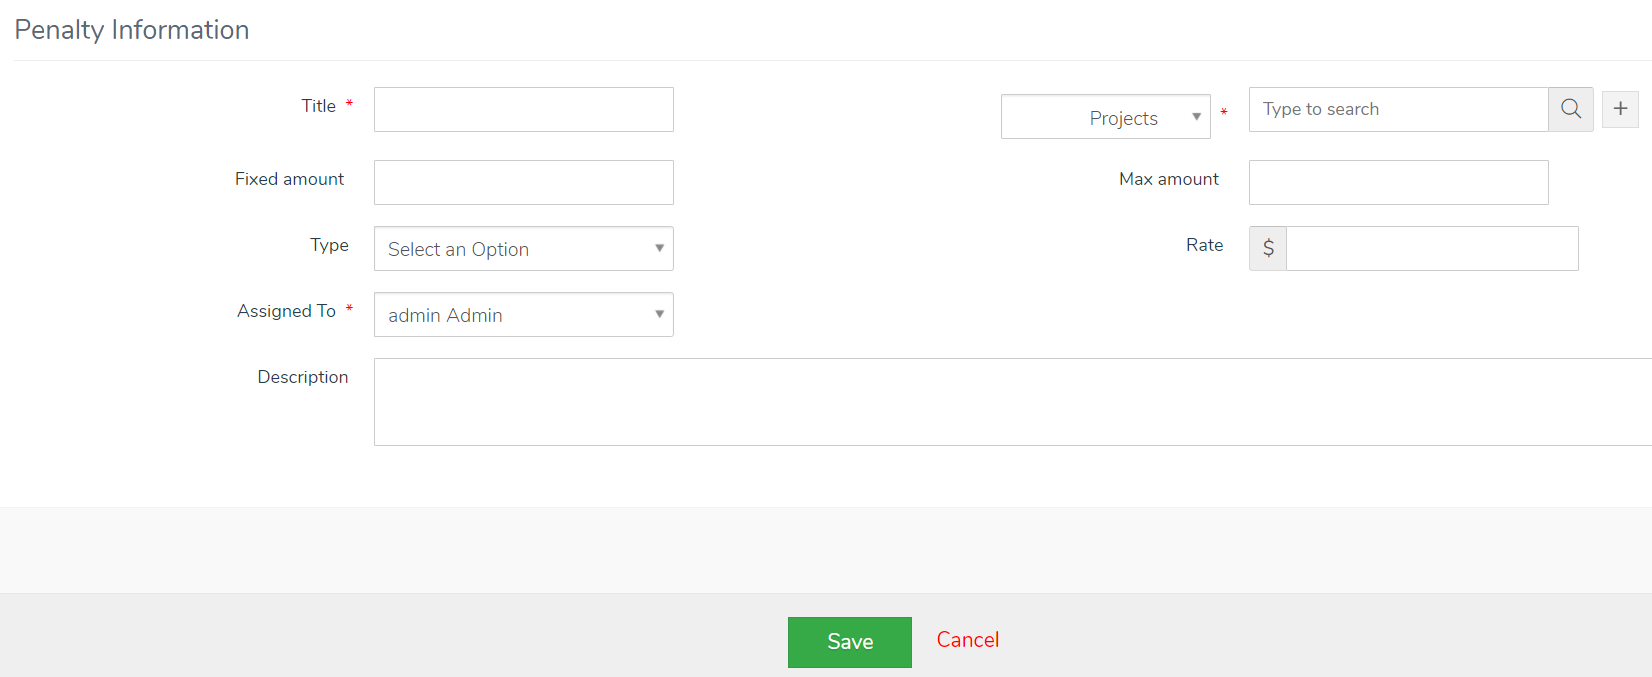 Penalty Information
Title * Projects * Type to search +
Fixed amount Max amount
Type Select an Option Rate $
Assigned To * admin Admin
Description
Save Cancel